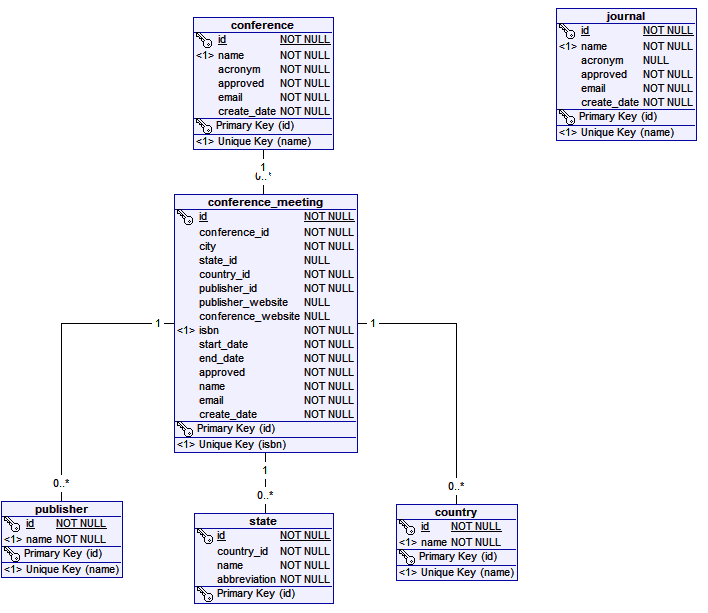 conference
id NOT NULL
<1> name NOT NULL
acronym NOT NULL
approved NOT NULL
email NOT NULL
create_date NOT NULL
Primary Key (id)
<1> Unique Key (name)
journal
id NOT NULL
<1> name NOT NULL
acronym NULL
approved NOT NULL
email NOT NULL
create_date NOT NULL
Primary Key (id)
<1> Unique Key (name)
1
0..*
conference_meeting
id NOT NULL
conference_id NOT NULL
city NOT NULL
state_id NULL
country_id NOT NULL
publisher_id NOT NULL
publisher_website NULL
conference_website NULL
<1> isbn NOT NULL
start_date NOT NULL
end_date NOT NULL
approved NOT NULL
name NOT NULL
email NOT NULL
create_date NOT NULL
Primary Key (id)
<1> Unique Key (isbn)
1
1
1
0..*
0..*
0..*
publisher
id NOT NULL
<1> name NOT NULL
Primary Key (id)
<1> Unique Key (name)
state
id NOT NULL
country_id NOT NULL
name NOT NULL
abbreviation NOT NULL
Primary Key (id)
country
id NOT NULL
<1> name NOT NULL
Primary Key (id)
<1> Unique Key (name)